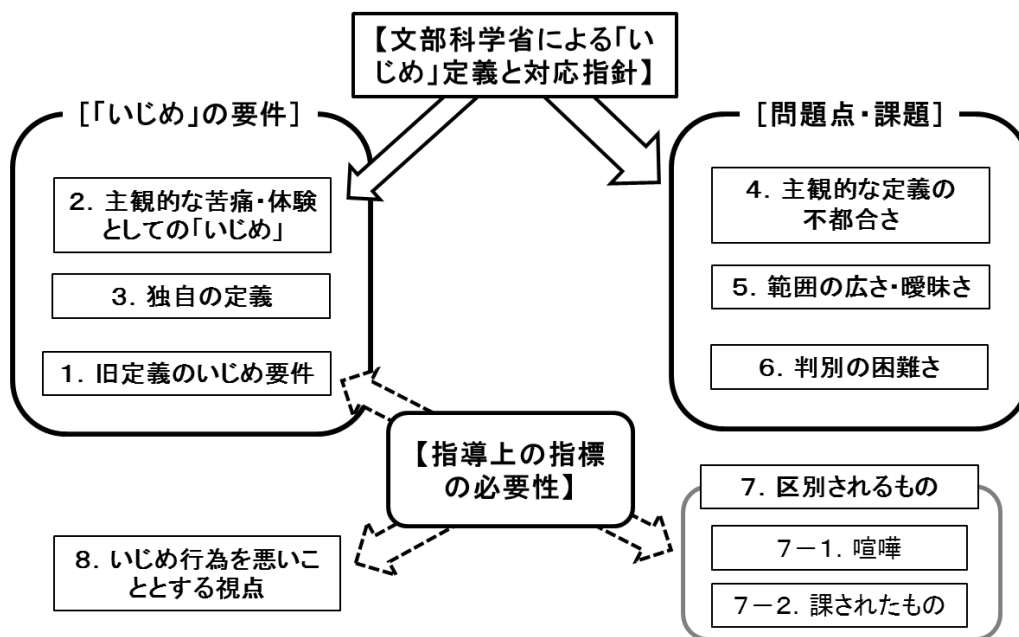 【文部科学省による「い
じめ」定義と対応指針】
[「いじめ」の要件]
2. 主観的な苦痛・体験
としての「いじめ」
3. 独自の定義
1. 旧定義のいじめ要件
[問題点・課題]
4. 主観的な定義の
不都合さ
5. 範囲の広さ・曖昧さ
6. 判別の困難さ
【指導上の指標
の必要性】
8. いじめ行為を悪いこ
ととする視点
7. 区別されるもの
7－1. 喧嘩
7－2. 課されたもの